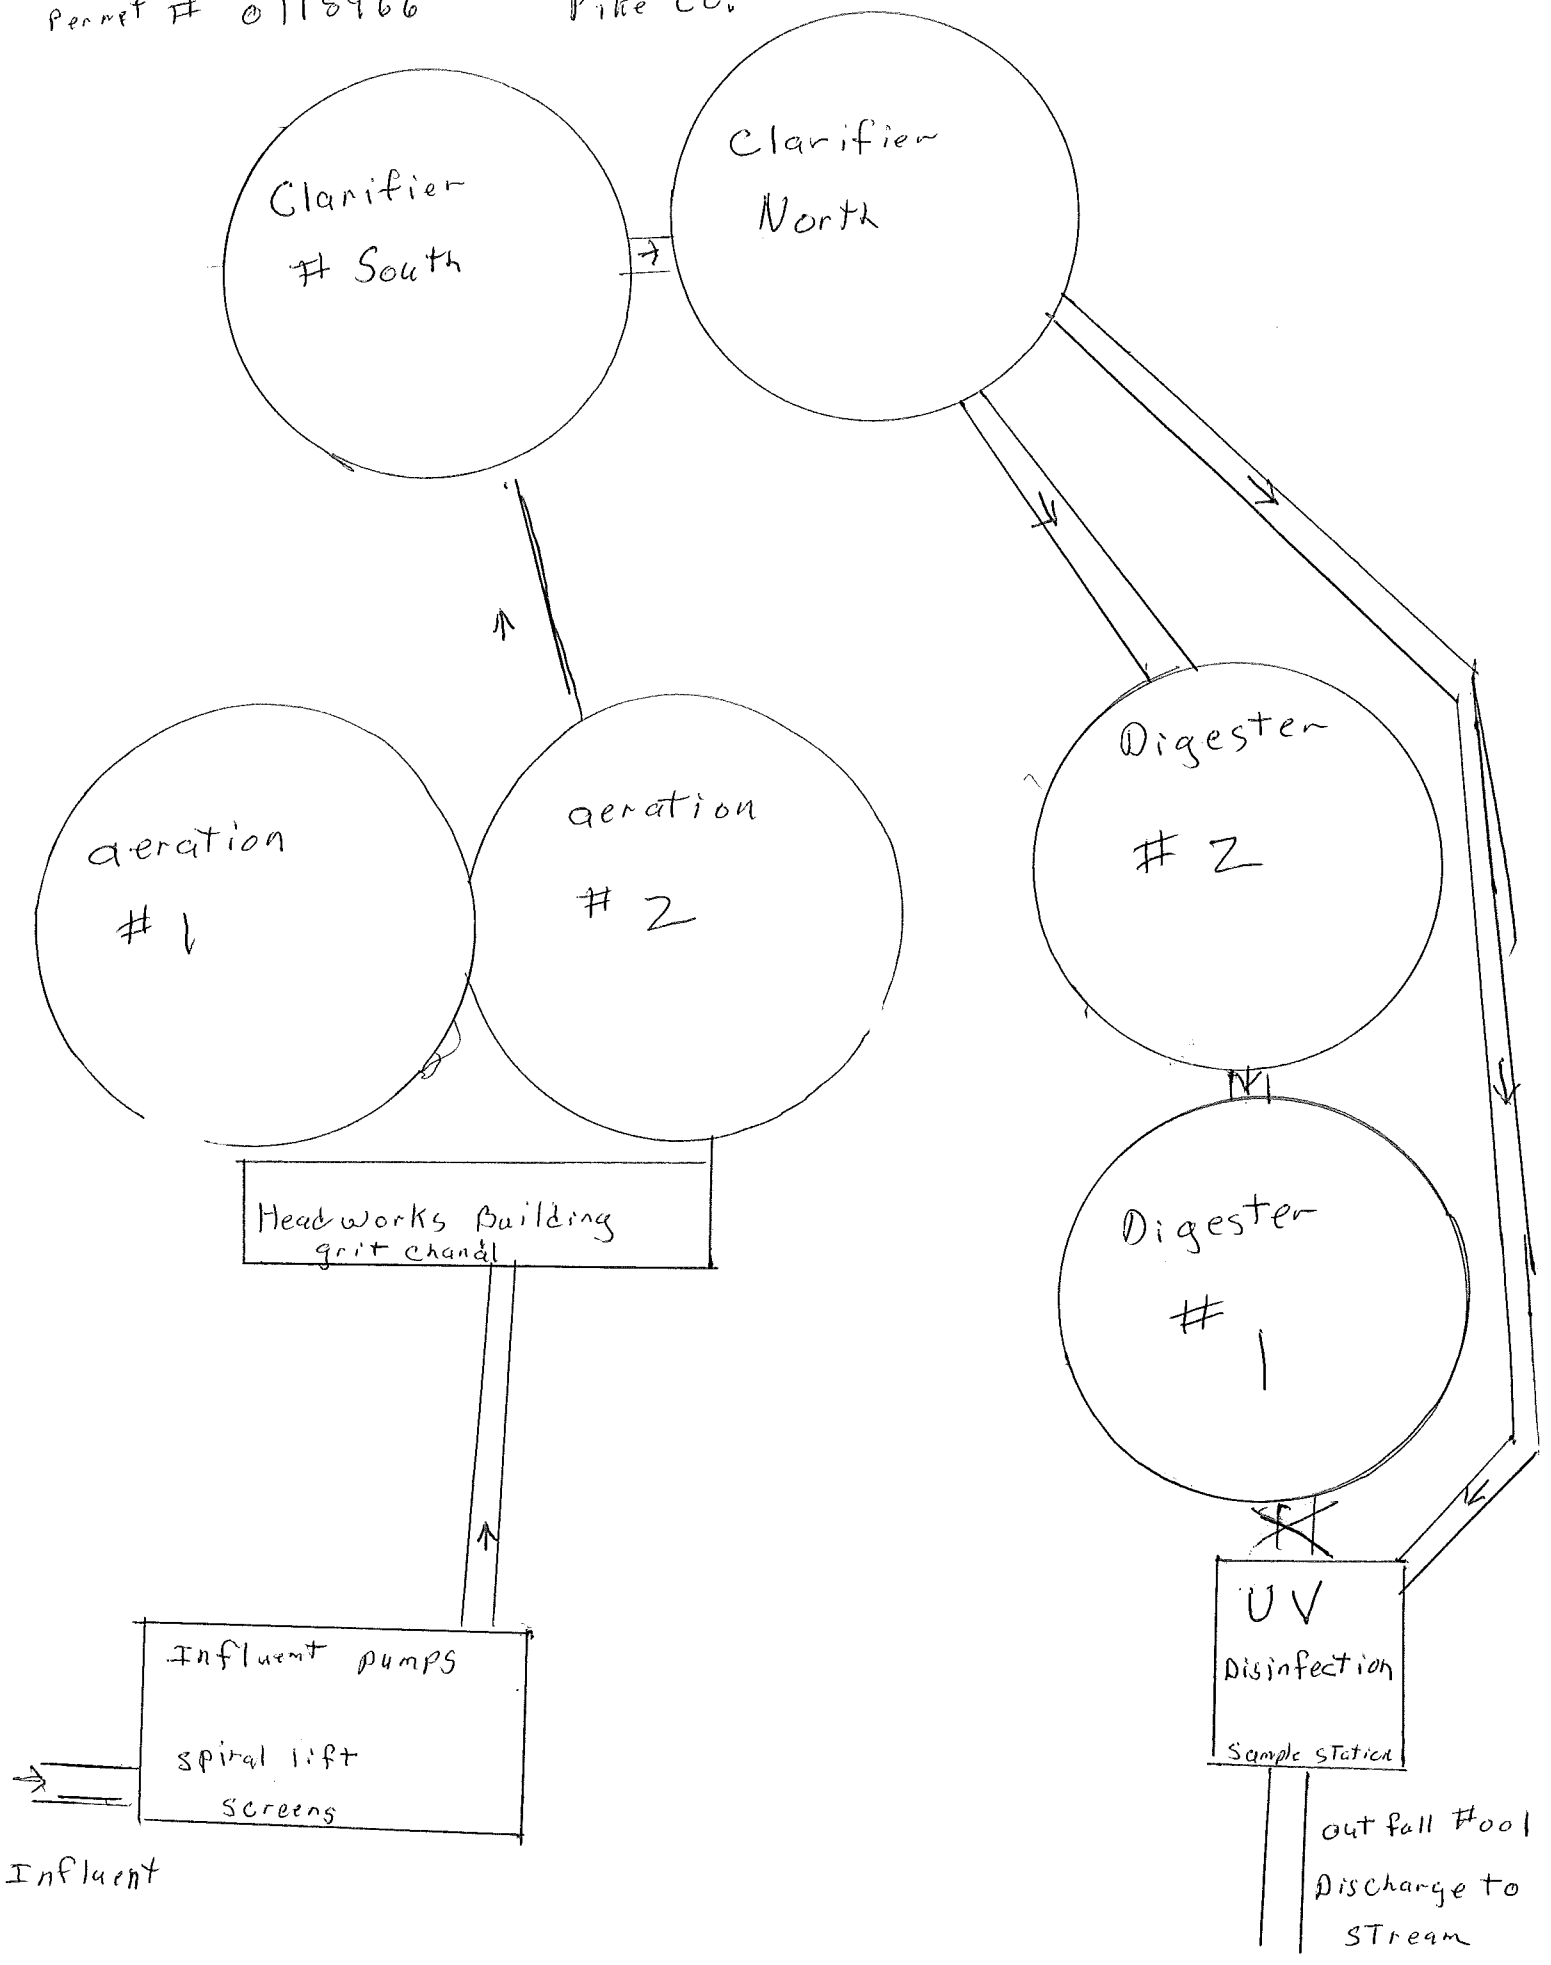 Permet # 0118966 Pike Co.
Clarifier
# South
Clarifier
North
aeration
# 1
aeration
# 2
Digester
# 2
Digester
# 1
Headworks Building
grit chanal
Influent pumps
spiral lift
screens
Influent
UV
Disinfection
Sample Station
out fall #001
Discharge to
STream